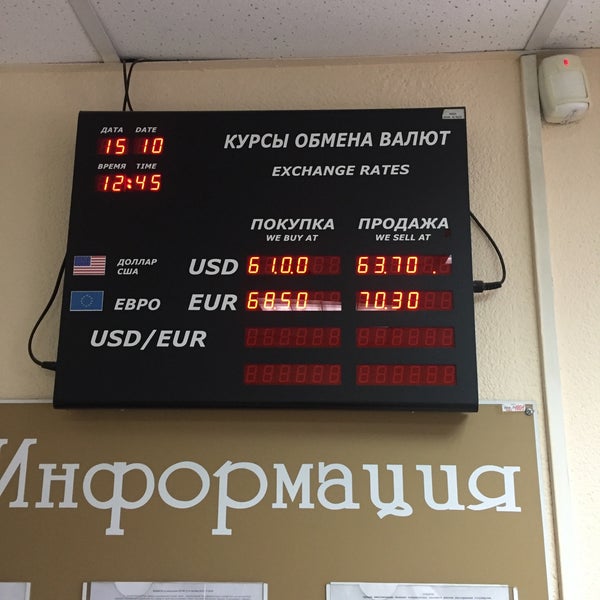 ДАТА DATE
15 10
ВРЕМЯ TIME
12:45
КУРСЫ ОБМЕНА ВАЛЮТ
EXCHANGE RATES
ПОКУПКА ПРОДАЖА
WE BUY AT WE SELL AT
ДОЛЛАР США USD 61.00 63.70
ЕВРО EUR 68.50 70.30
USD/EUR
Информация